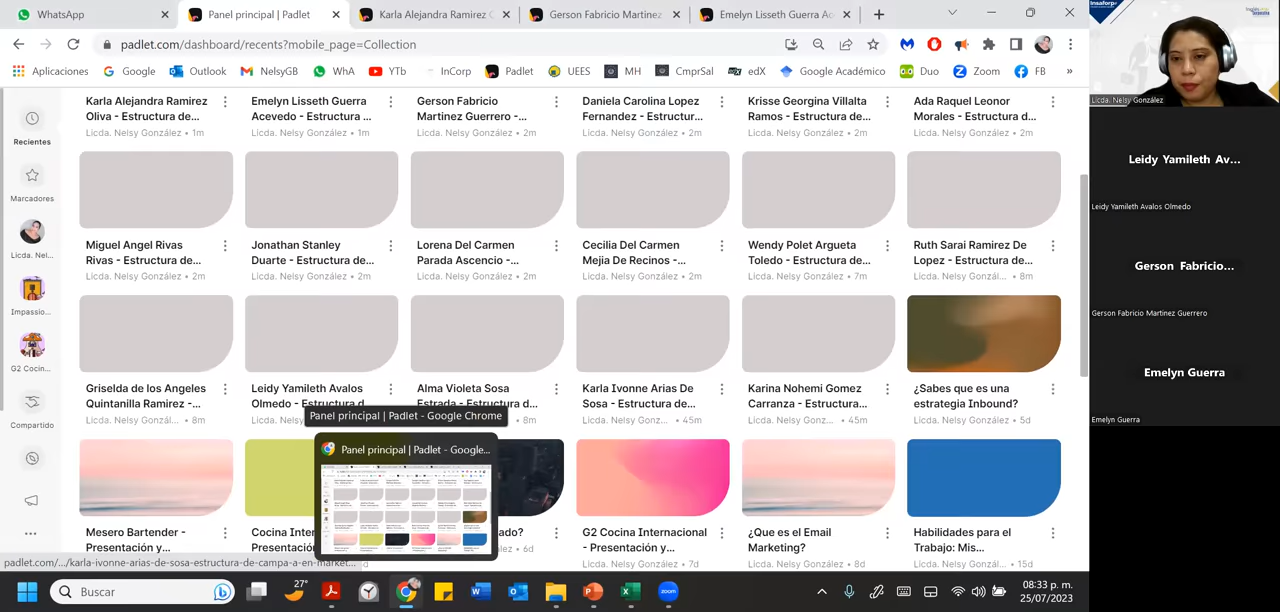 WhatsApp
Panel principal | Padlet
Karla Alejandra Ramirez O
Gerson Fabricio Martinez
Emelyn Lisseth Guerra Ac
padlet.com/dashboard/recents?mobile_page=Collection
Aplicaciones
Google
Outlook
NelsyGB
WhA
YTb
InCorp
Padlet
UEES
MH
CmprSal
edX
Google Académico
Duo
Zoom
FB
»
Insaforp
Licda. Nelsy González
Leidy Yamileth Av...
Leidy Yamileth Avalos Olmedo
Gerson Fabricio...
Gerson Fabricio Martinez Guerrero
Emelyn Guerra
Emelyn Guerra
Recientes
Marcadores
Licda. Nel...
Impassio...
G2 Cocin...
Compartido
Karla Alejandra Ramirez
Oliva - Estructura de...
Licda. Nelsy González • 1m
Emelyn Lisseth Guerra
Acevedo - Estructura ...
Licda. Nelsy González • 1m
Gerson Fabricio
Martinez Guerrero -...
Licda. Nelsy González • 2m
Daniela Carolina Lopez
Fernandez - Estructur...
Licda. Nelsy González • 2m
Krisse Georgina Villalta
Ramos - Estructura de...
Licda. Nelsy González • 2m
Ada Raquel Leonor
Morales - Estructura d...
Licda. Nelsy González • 2m
Miguel Angel Rivas
Rivas - Estructura de...
Licda. Nelsy González • 2m
Jonathan Stanley
Duarte - Estructura de...
Licda. Nelsy González • 2m
Lorena Del Carmen
Parada Ascencio -...
Licda. Nelsy González • 2m
Cecilia Del Carmen
Mejia De Recinos -...
Licda. Nelsy González • 2m
Wendy Polet Argueta
Toledo - Estructura de...
Licda. Nelsy González • 7m
Ruth Sarai Ramirez De
Lopez - Estructura de...
Licda. Nelsy Gonzál... • 8m
Griselda de los Angeles
Quintanilla Ramirez -...
Licda. Nelsy González • 8m
Leidy Yamileth Avalos
Olmedo - Estructura d
Alma Violeta Sosa
Estrada - Estructura d...
• 8m
Karla Ivonne Arias De
Sosa - Estructura de...
Licda. Nelsy Gonzál... • 45m
Karina Nohemi Gomez
Carranza - Estructura...
Licda. Nelsy Gonzál... • 45m
¿Sabes que es una
estrategia Inbound?
Licda. Nelsy González • 5d
Panel principal | Padlet - Google Chrome
Panel principal | Padlet - Google...
Mesero Bartender -
Presentación y...
Cocina Inter
Presentación
ado?
• 6d
G2 Cocina Internacional
- Presentación y...
Licda. Nelsy González • 7d
¿Que es el Email
Marketing?
Licda. Nelsy González • 7d
Habilidades para el
Trabajo: Mis...
Licda. Nelsy Gonzál... • 15d
padlet.com/.../karla-ivonne-arias-de-sosa-estructura-de-campa-a-en-market...
Buscar
27°
08:33 p. m.
25/07/2023